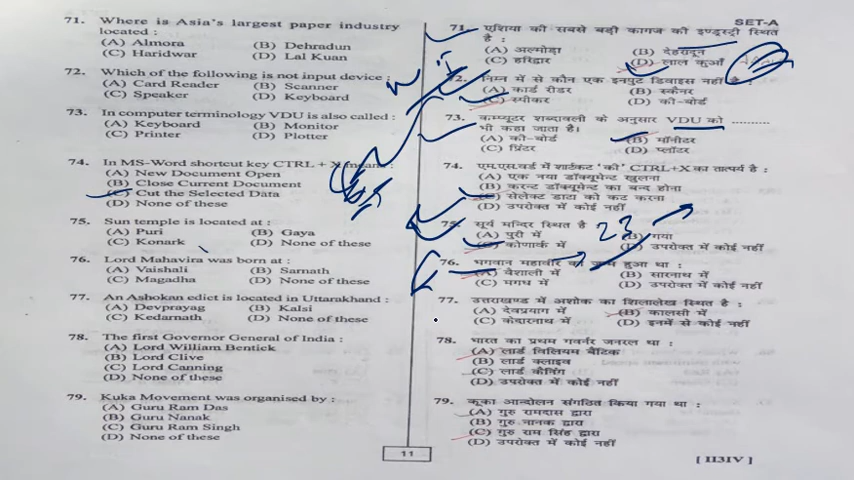 71. Where is Asia's largest paper industry
located :
(A) Almora (B) Dehradun
(C) Haridwar (D) Lal Kuan
72. Which of the following is not input device :
(A) Card Reader (B) Scanner
(C) Speaker (D) Keyboard
73. In computer terminology VDU is also called :
(A) Keyboard (B) Monitor
(C) Printer (D) Plotter
74. In MS-Word shortcut key CTRL + X
(A) New Document Open
(B) Close Current Document
(C) Cut the Selected Data
(D) None of these
75. Sun temple is located at :
(A) Puri (B) Gaya
(C) Konark (D) None of these
76. Lord Mahavira was born at :
(A) Vaishali (B) Sarnath
(C) Magadha (D) None of these
77. An Ashokan edict is located in Uttarakhand :
(A) Devprayag (B) Kalsi
(C) Kedarnath (D) None of these
78. The first Governor General of India :
(A) Lord William Bentick
(B) Lord Clive
(C) Lord Canning
(D) None of these
79. Kuka Movement was organised by :
(A) Guru Ram Das
(B) Guru Nanak
(C) Guru Ram Singh
(D) None of these
SET-A
71. एशिया की सबसे बड़ी कागज की इण्डस्ट्री स्थित
है :
(A) अल्मोड़ा (B) देहरादून
(C) हरिद्वार (D) लाल कुआँ
72. निम्न में से कौन एक इनपुट डिवाइस नहीं है :
(A) कार्ड रीडर (B) स्कैनर
(C) स्पीकर (D) की-बोर्ड
73. कम्प्यूटर शब्दावली के अनुसार VDU को ..........
भी कहा जाता है।
(A) की-बोर्ड (B) मॉनीटर
(C) प्रिंटर (D) प्लॉटर
74. एम.एस.वर्ड में शार्टकट 'की' CTRL+X का तात्पर्य है :
(A) एक नया डॉक्यूमेन्ट खुलना
(B) करन्ट डॉक्यूमेन्ट का बन्द होना
(C) सेलेक्ट डाटा को कट करना
(D) उपरोक्त में कोई नहीं
75. सूर्य मन्दिर स्थित है
23
(A) पुरी में (B) गया
(C) कोणार्क में (D) उपरोक्त में कोई नहीं
76. भगवान महावीर का जन्म हुआ था :
(A) वैशाली में (B) सारनाथ में
(C) मगध में (D) उपरोक्त में कोई नहीं
77. उत्तराखण्ड में अशोक का शिलालेख स्थित है :
(A) देवप्रयाग में (B) कालसी में
(C) केदारनाथ में (D) इनमें से कोई नहीं
78. भारत का प्रथम गवर्नर जनरल था :
(A) लार्ड विलियम बैंटिक
(B) लार्ड क्लाइव
(C) लार्ड कैनिंग
(D) उपरोक्त में कोई नहीं
79. कूका आन्दोलन संगठित किया गया था :
(A) गुरु रामदास द्वारा
(B) गुरु नानक द्वारा
(C) गुरु राम सिंह द्वारा
(D) उपरोक्त में कोई नहीं
11
[ II3IV ]